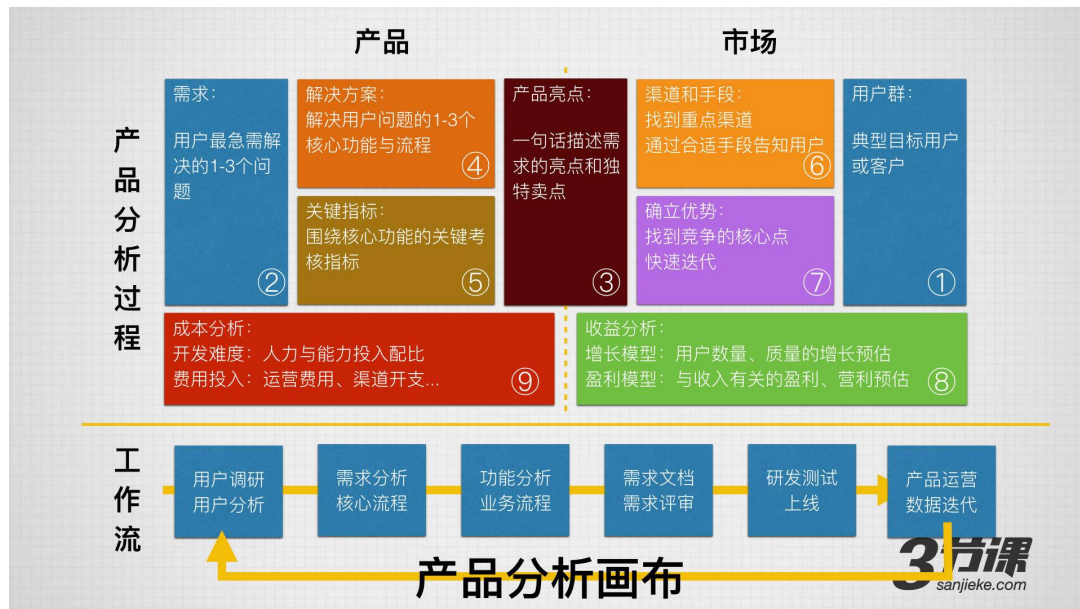 产品
市场
产品分析过程
需求：
用户最急需解
决的1-3个问
题
②
解决方案：
解决用户问题的1-3个
核心功能与流程
④
关键指标：
围绕核心功能的关键考
核指标
⑤
产品亮点：
一句话描述需
求的亮点和独
特卖点
③
渠道和手段：
找到重点渠道
通过合适手段告知用户
⑥
确立优势：
找到竞争的核心点
快速迭代
⑦
用户群：
典型目标用户
或客户
①
成本分析：
开发难度：人力与能力投入配比
费用投入：运营费用、渠道开支...
⑨
收益分析：
增长模型：用户数量、质量的增长预估
盈利模型：与收入有关的盈利、营利预估
⑧
工作流
用户调研
用户分析
需求分析
核心流程
功能分析
业务流程
需求文档
需求评审
研发测试
上线
产品运营
数据迭代
产品分析画布
3节课
sanjieke.com